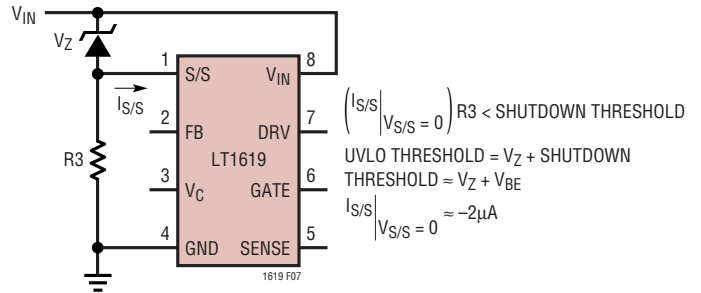 VIN
VZ
1
8
S/S
VIN
IS/S
2
7
FB
DRV
LT1619
R3
3
6
VC
GATE
4
5
GND
SENSE
1619 F07
(IS/S|VS/S = 0) R3 < SHUTDOWN THRESHOLD
UVLO THRESHOLD = VZ + SHUTDOWN
THRESHOLD ≈ VZ + VBE
IS/S|VS/S = 0 ≈ –2µA